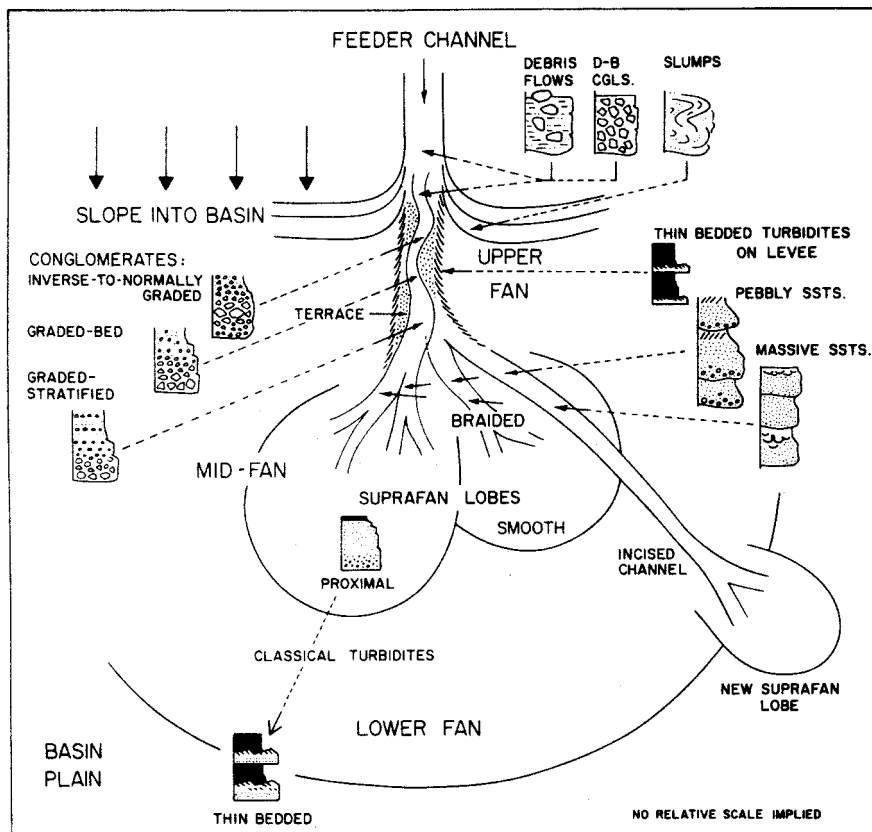 FEEDER CHANNEL
DEBRIS
FLOWS
D-B
CGLS.
SLUMPS
SLOPE INTO BASIN
CONGLOMERATES:
INVERSE-TO-NORMALLY
GRADED
GRADED-BED
GRADED-
STRATIFIED
TERRACE
UPPER
FAN
THIN BEDDED TURBIDITES
ON LEVEE
PEBBLY SSTS.
MASSIVE SSTS.
BRAIDED
MID-FAN
SUPRAFAN LOBES
SMOOTH
PROXIMAL
INCISED
CHANNEL
CLASSICAL TURBIDITES
NEW SUPRAFAN
LOBE
LOWER FAN
BASIN
PLAIN
THIN BEDDED
NO RELATIVE SCALE IMPLIED